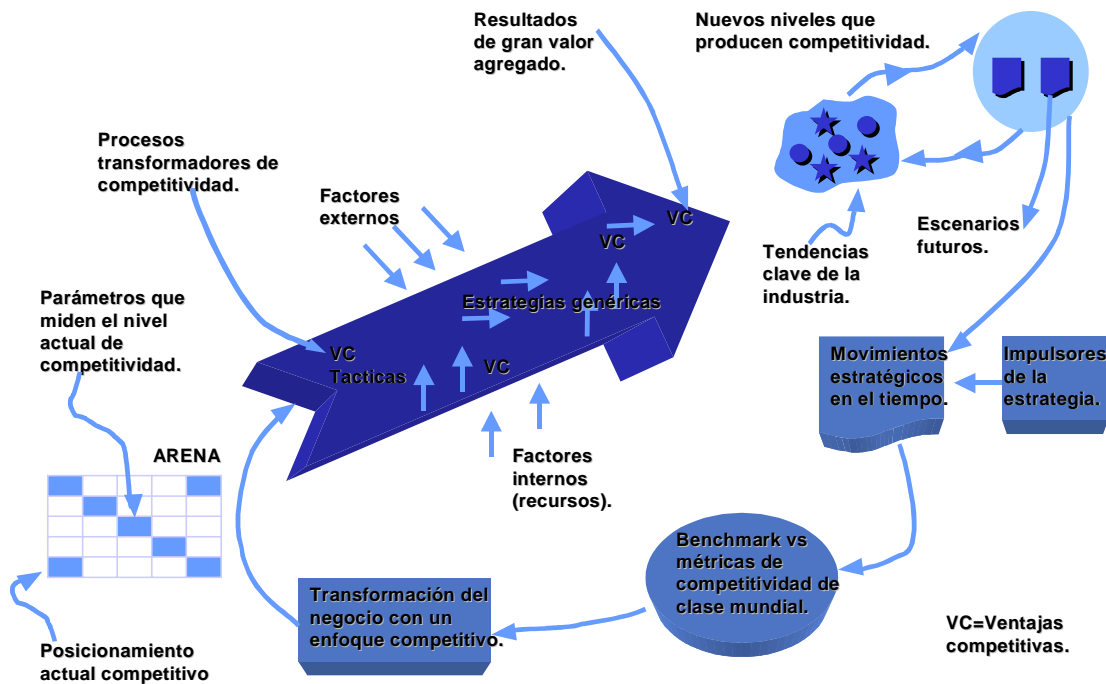 Resultados
de gran valor
agregado.
Nuevos niveles que
producen competitividad.
Procesos
transformadores de
competitividad.
Factores
externos
VC
VC
Escenarios
futuros.
Tendencias
clave de la
industria.
Parámetros que
miden el nivel
actual de
competitividad.
Estrategias genéricas
VC
Tacticas
VC
Movimientos
estratégicos
en el tiempo.
Impulsores
de la
estrategia.
ARENA
Factores
internos
(recursos).
Benchmark vs
métricas de
competitividad de
clase mundial.
Transformación del
negocio con un
enfoque competitivo.
VC=Ventajas
competitivas.
Posicionamiento
actual competitivo